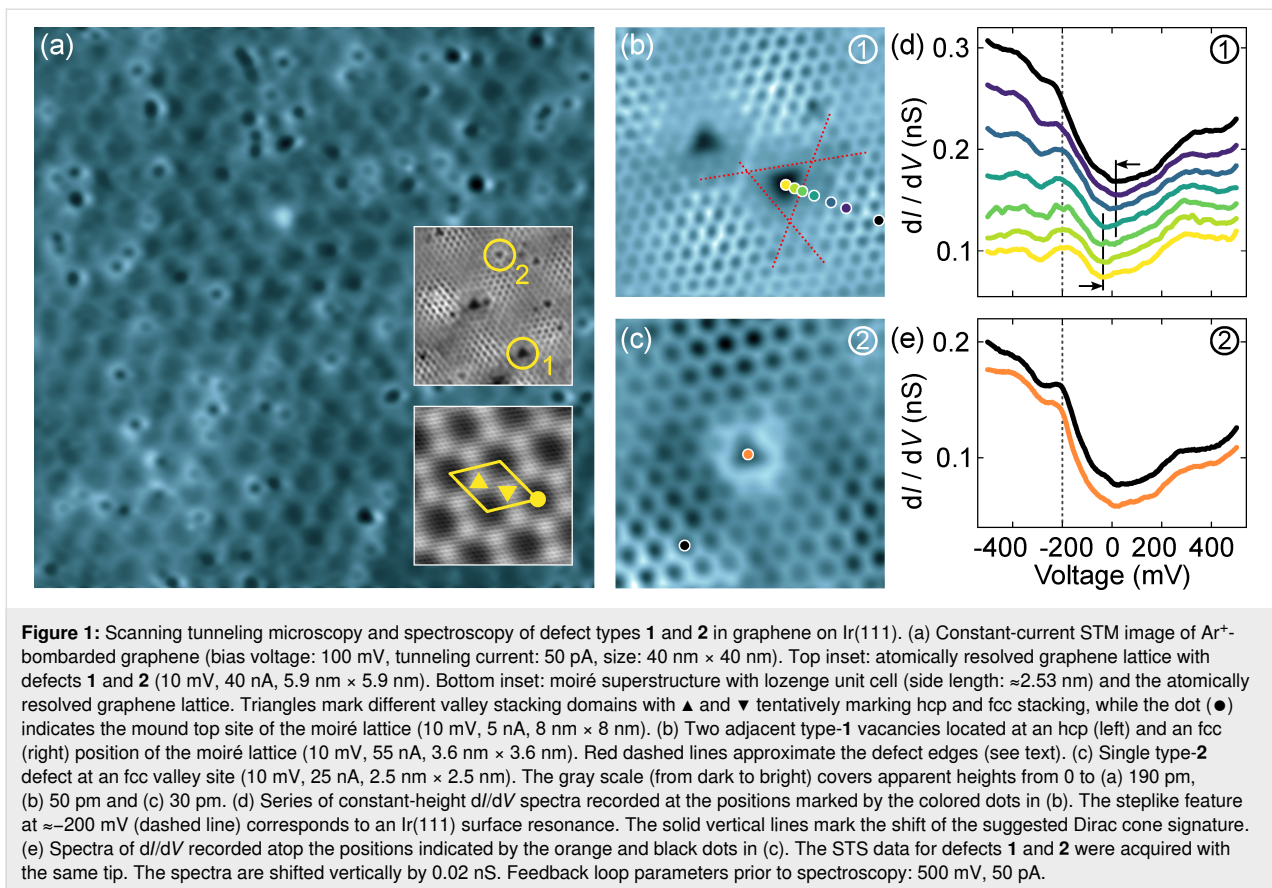 (a)
2
1
(b)
1
(c)
2
(d)
1
dI / dV (nS)
0.3
0.2
0.1
(e)
2
dI / dV (nS)
0.2
0.1
-400 -200 0 200 400
Voltage (mV)
Figure 1: Scanning tunneling microscopy and spectroscopy of defect types 1 and 2 in graphene on Ir(111). (a) Constant-current STM image of Ar⁺-
bombarded graphene (bias voltage: 100 mV, tunneling current: 50 pA, size: 40 nm × 40 nm). Top inset: atomically resolved graphene lattice with
defects 1 and 2 (10 mV, 40 nA, 5.9 nm × 5.9 nm). Bottom inset: moiré superstructure with lozenge unit cell (side length: ≈2.53 nm) and the atomically
resolved graphene lattice. Triangles mark different valley stacking domains with ▲ and ▼ tentatively marking hcp and fcc stacking, while the dot (●)
indicates the mound top site of the moiré lattice (10 mV, 5 nA, 8 nm × 8 nm). (b) Two adjacent type-1 vacancies located at an hcp (left) and an fcc
(right) position of the moiré lattice (10 mV, 55 nA, 3.6 nm × 3.6 nm). Red dashed lines approximate the defect edges (see text). (c) Single type-2
defect at an fcc valley site (10 mV, 25 nA, 2.5 nm × 2.5 nm). The gray scale (from dark to bright) covers apparent heights from 0 to (a) 190 pm,
(b) 50 pm and (c) 30 pm. (d) Series of constant-height dI/dV spectra recorded at the positions marked by the colored dots in (b). The steplike feature
at ≈−200 mV (dashed line) corresponds to an Ir(111) surface resonance. The solid vertical lines mark the shift of the suggested Dirac cone signature.
(e) Spectra of dI/dV recorded atop the positions indicated by the orange and black dots in (c). The STS data for defects 1 and 2 were acquired with
the same tip. The spectra are shifted vertically by 0.02 nS. Feedback loop parameters prior to spectroscopy: 500 mV, 50 pA.